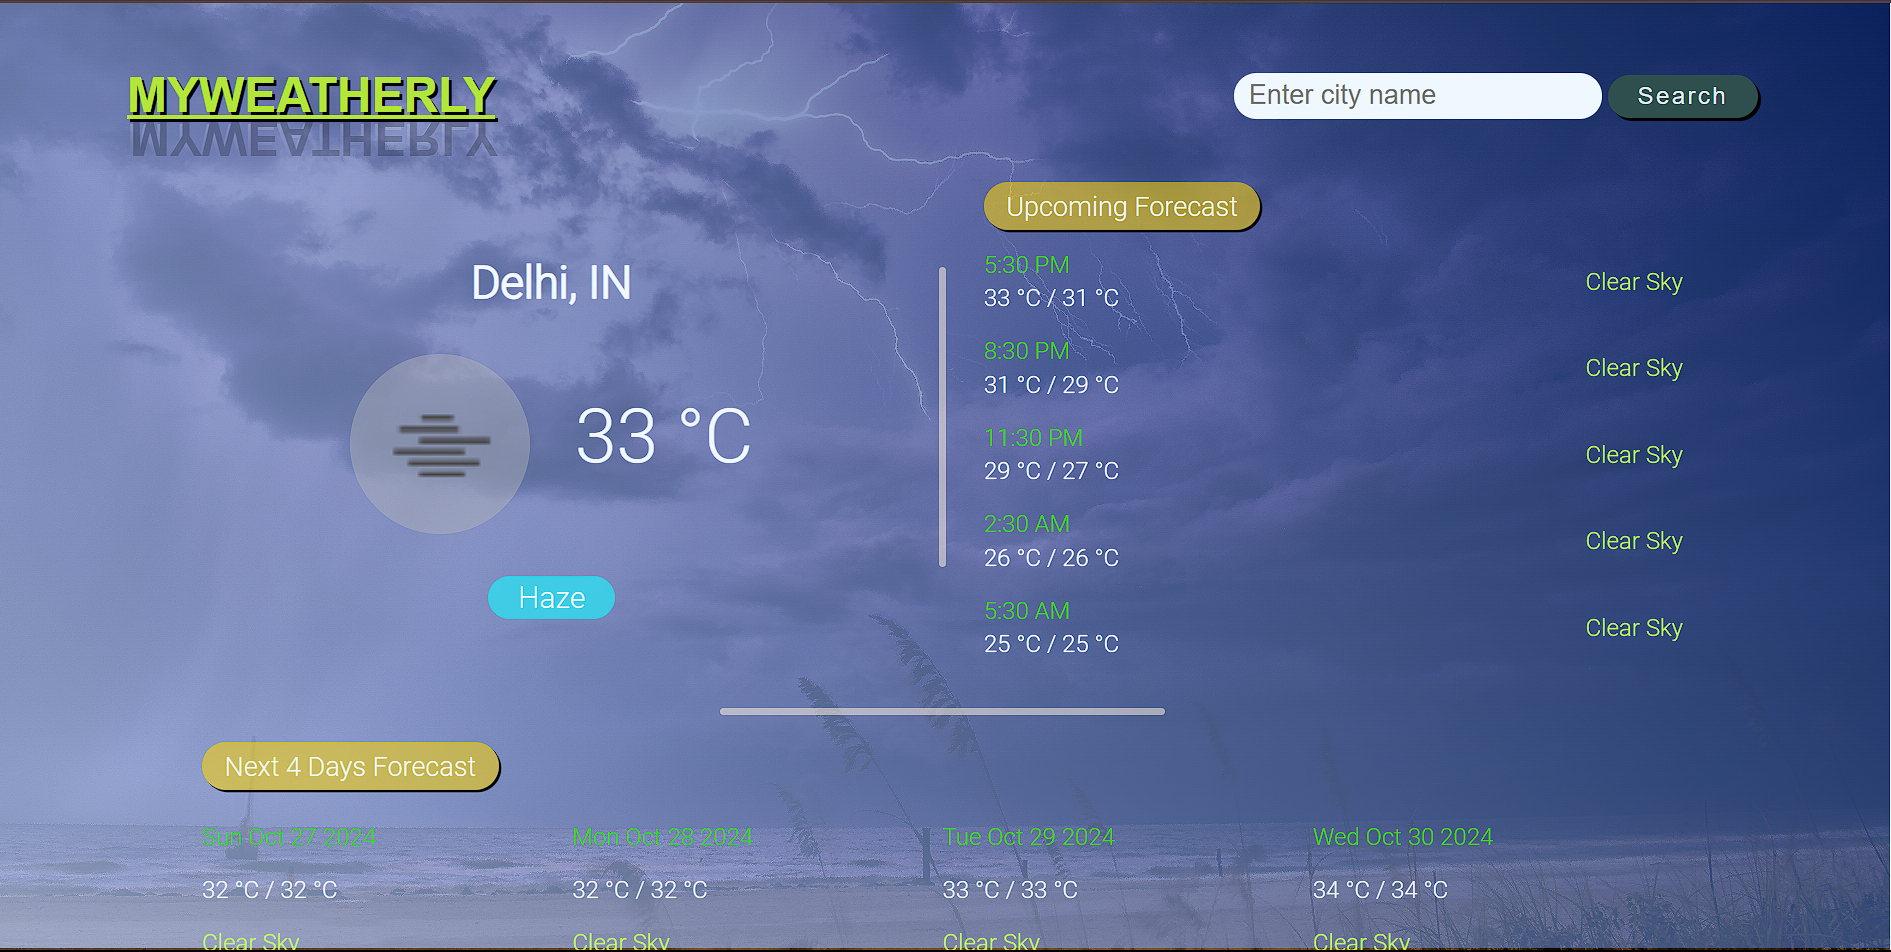 MYWEATHERLY
Enter city name
Search
Upcoming Forecast
Delhi, IN
33 °C
Haze
5:30 PM
33 °C / 31 °C
Clear Sky
8:30 PM
31 °C / 29 °C
Clear Sky
11:30 PM
29 °C / 27 °C
Clear Sky
2:30 AM
26 °C / 26 °C
Clear Sky
5:30 AM
25 °C / 25 °C
Clear Sky
Next 4 Days Forecast
Sun Oct 27 2024
32 °C / 32 °C
Clear Sky
Mon Oct 28 2024
32 °C / 32 °C
Clear Sky
Tue Oct 29 2024
33 °C / 33 °C
Clear Sky
Wed Oct 30 2024
34 °C / 34 °C
Clear Sky